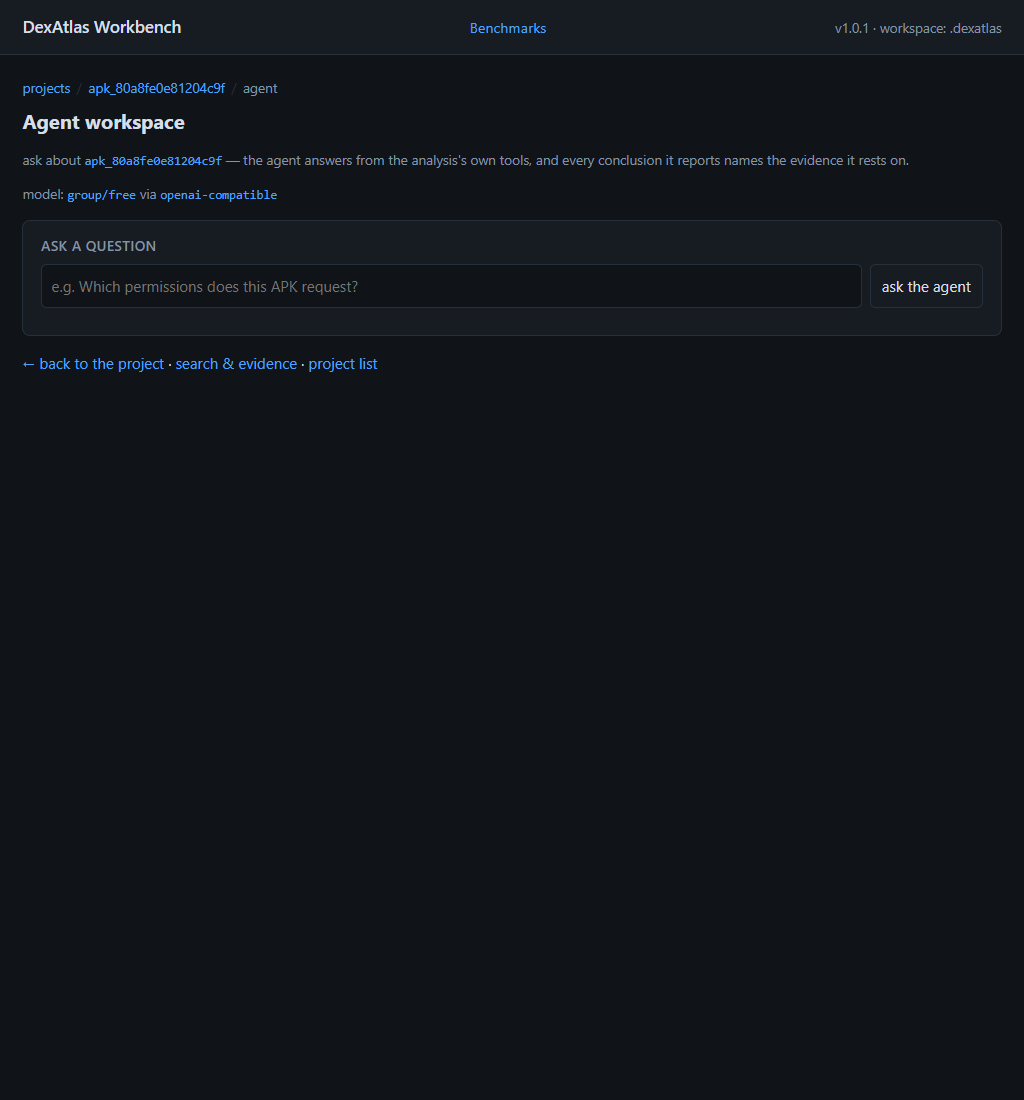 DexAtlas Workbench
Benchmarks
v1.0.1 · workspace: .dexatlas
projects / apk_80a8fe0e81204c9f / agent
Agent workspace
ask about apk_80a8fe0e81204c9f — the agent answers from the analysis's own tools, and every conclusion it reports names the evidence it rests on.
model: group/free via openai-compatible
ASK A QUESTION
e.g. Which permissions does this APK request?
ask the agent
← back to the project · search & evidence · project list